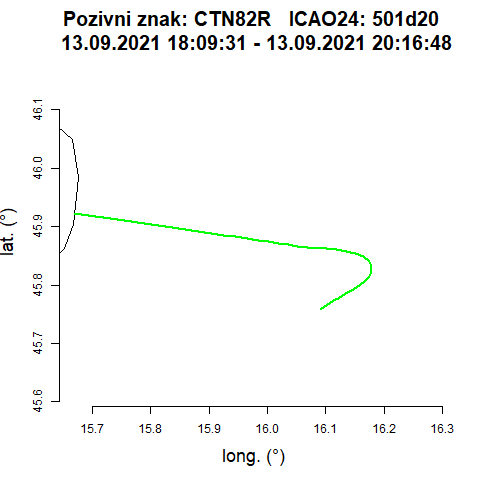 Pozivni znak: CTN82R   ICAO24: 501d20
13.09.2021 18:09:31 - 13.09.2021 20:16:48
46.1
46.0
45.9
45.8
45.7
45.6
lat. (°)
15.7 15.8 15.9 16.0 16.1 16.2 16.3
long. (°)